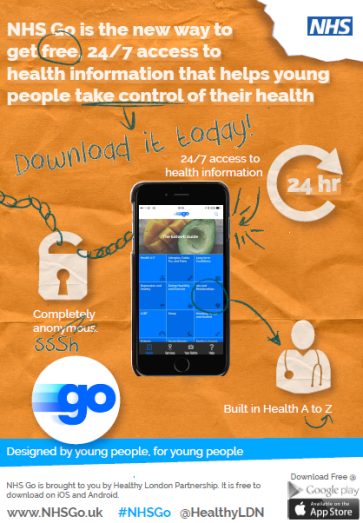 NHS
NHS Go is the new way to
get free, 24/7 access to
health information that helps young
people take control of their health
Download it today!
24/7 access to
health information
24 hr
go
Completely
anonymous.
sssh
go
Built in Health A to Z
Designed by young people, for young people
NHS Go is brought to you by Healthy London Partnership. It is free to
download on iOS and Android.
Download Free @
Google play
www.NHSGo.uk #NHSGo @HealthyLDN
Available on the
App Store